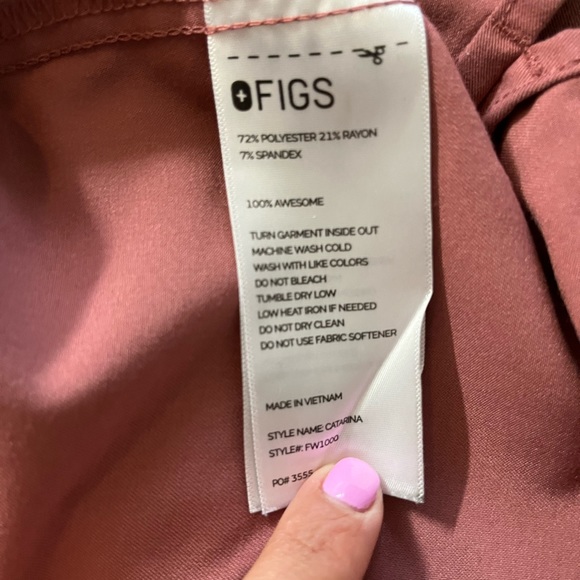 FIGS
72% POLYESTER 21% RAYON
7% SPANDEX
100% AWESOME
TURN GARMENT INSIDE OUT
MACHINE WASH COLD
WASH WITH LIKE COLORS
DO NOT BLEACH
TUMBLE DRY LOW
LOW HEAT IRON IF NEEDED
DO NOT DRY CLEAN
DO NOT USE FABRIC SOFTENER
MADE IN VIETNAM
STYLE NAME: CATARINA
STYLE#: FW1000
PO# 3555